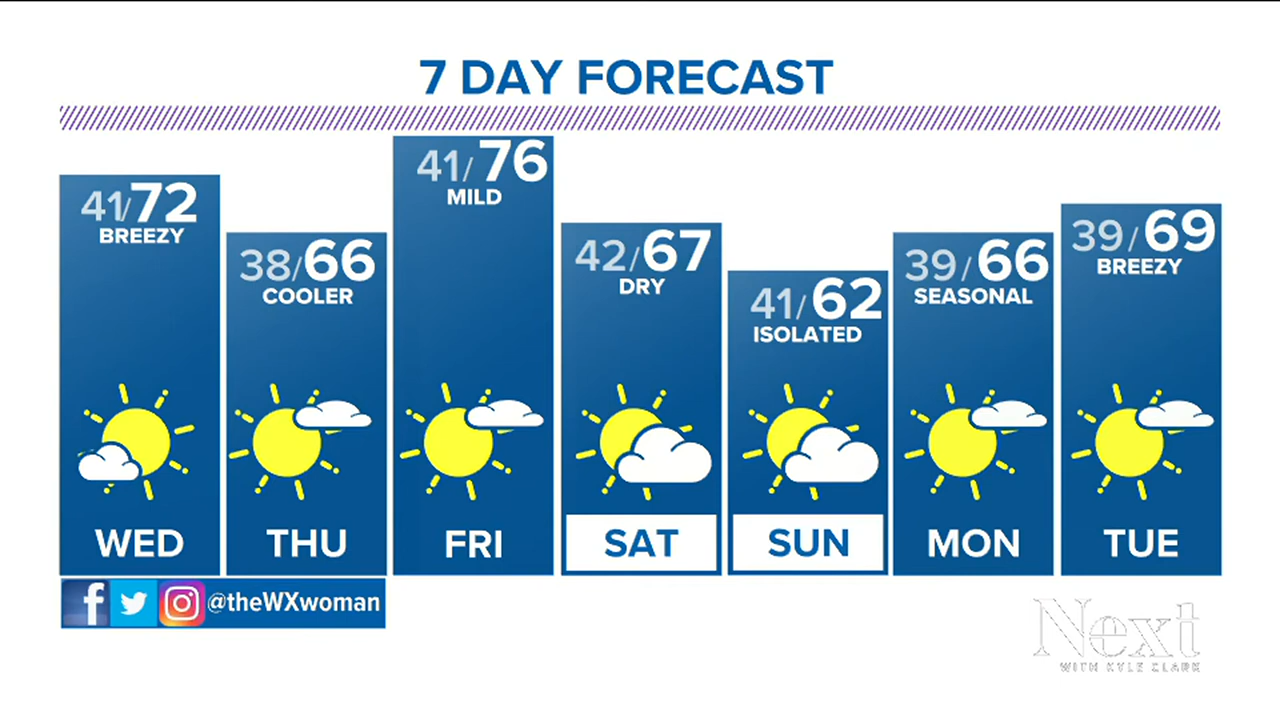 7 DAY FORECAST
41/72
BREEZY
WED
38/66
COOLER
THU
41/76
MILD
FRI
42/67
DRY
SAT
41/62
ISOLATED
SUN
39/66
SEASONAL
MON
39/69
BREEZY
TUE
@theWXwoman
Next
WITH KYLE CLARK